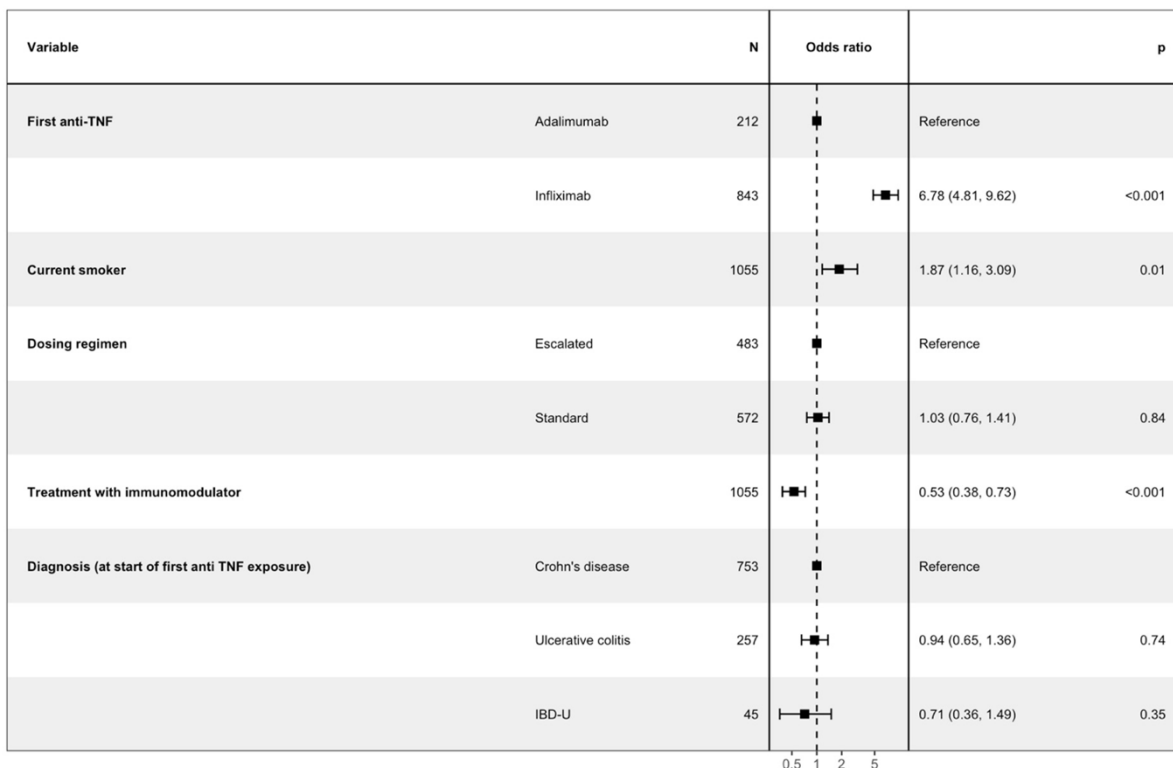 Variable N Odds ratio p
First anti-TNF Adalimumab 212 Reference
Infliximab 843 6.78 (4.81, 9.62) <0.001
Current smoker 1055 1.87 (1.16, 3.09) 0.01
Dosing regimen Escalated 483 Reference
Standard 572 1.03 (0.76, 1.41) 0.84
Treatment with immunomodulator 1055 0.53 (0.38, 0.73) <0.001
Diagnosis (at start of first anti TNF exposure) Crohn's disease 753 Reference
Ulcerative colitis 257 0.94 (0.65, 1.36) 0.74
IBD-U 45 0.71 (0.36, 1.49) 0.35
0.5 1 2 5